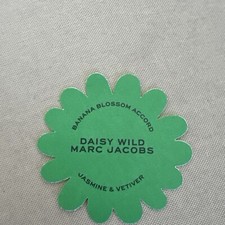 BANANA BLOSSOM ACCORD
DAISY WILD
MARC JACOBS
JASMINE & VETIVER